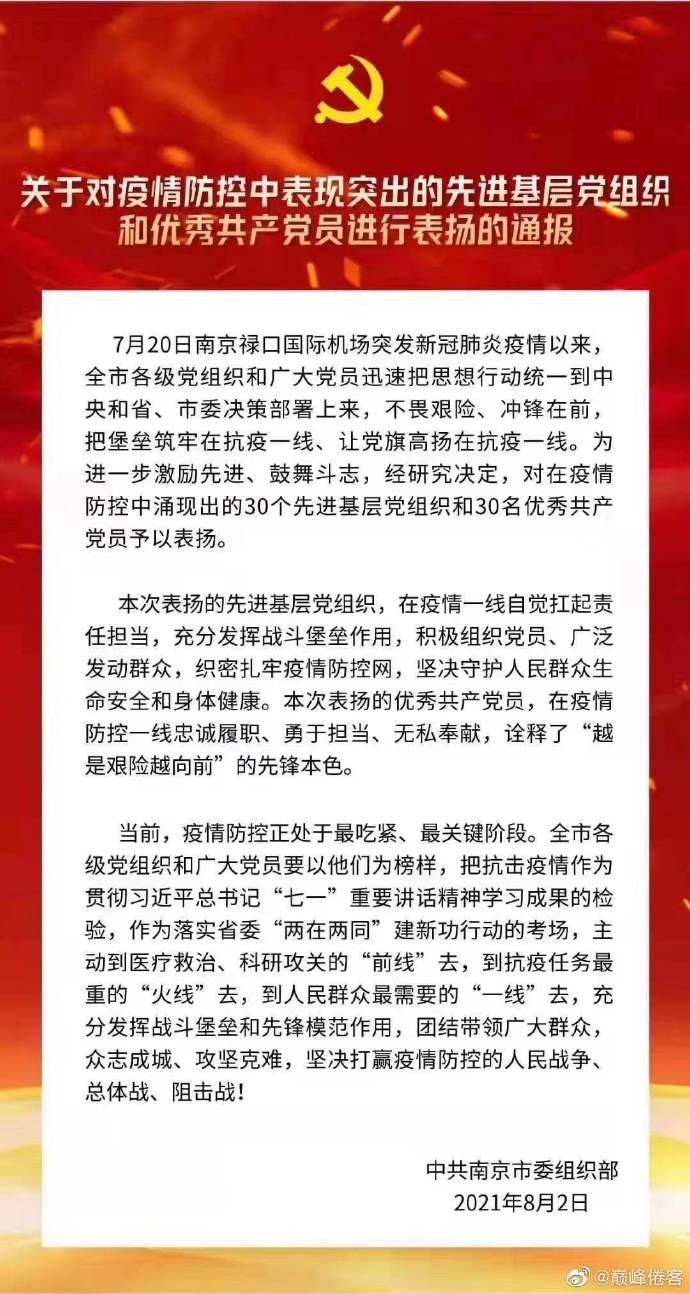 关于对疫情防控中表现突出的先进基层党组织
和优秀共产党员进行表扬的通报
7月20日南京禄口国际机场突发新冠肺炎疫情以来，
全市各级党组织和广大党员迅速把思想行动统一到中
央和省、市委决策部署上来，不畏艰险、冲锋在前，
把堡垒筑牢在抗疫一线、让党旗高扬在抗疫一线。为
进一步激励先进、鼓舞斗志，经研究决定，对在疫情
防控中涌现出的30个先进基层党组织和30名优秀共产
党员予以表扬。
本次表扬的先进基层党组织，在疫情一线自觉扛起责
任担当，充分发挥战斗堡垒作用，积极组织党员、广泛
发动群众，织密扎牢疫情防控网，坚决守护人民群众生
命安全和身体健康。本次表扬的优秀共产党员，在疫情
防控一线忠诚履职、勇于担当、无私奉献，诠释了“越
是艰险越向前”的先锋本色。
当前，疫情防控正处于最吃紧、最关键阶段。全市各
级党组织和广大党员要以他们为榜样，把抗击疫情作为
贯彻习近平总书记“七一”重要讲话精神学习成果的检
验，作为落实省委“两在两同”建新功行动的考场，主
动到医疗救治、科研攻关的“前线”去，到抗疫任务最
重的“火线”去，到人民群众最需要的“一线”去，充
分发挥战斗堡垒和先锋模范作用，团结带领广大群众，
众志成城、攻坚克难，坚决打赢疫情防控的人民战争、
总体战、阻击战！
中共南京市委组织部
2021年8月2日
@巅峰倦客